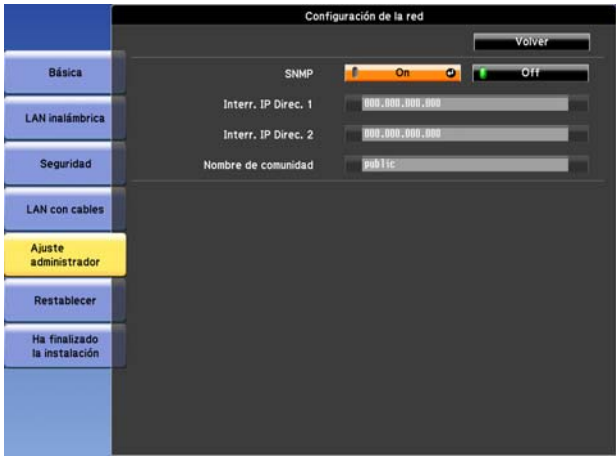 Configuración de la red
Volver
Básica
SNMP On Off
Interr. IP Direc. 1 000.000.000.000
LAN inalámbrica
Interr. IP Direc. 2 000.000.000.000
Seguridad
Nombre de comunidad public
LAN con cables
Ajuste
administrador
Restablecer
Ha finalizado
la instalación